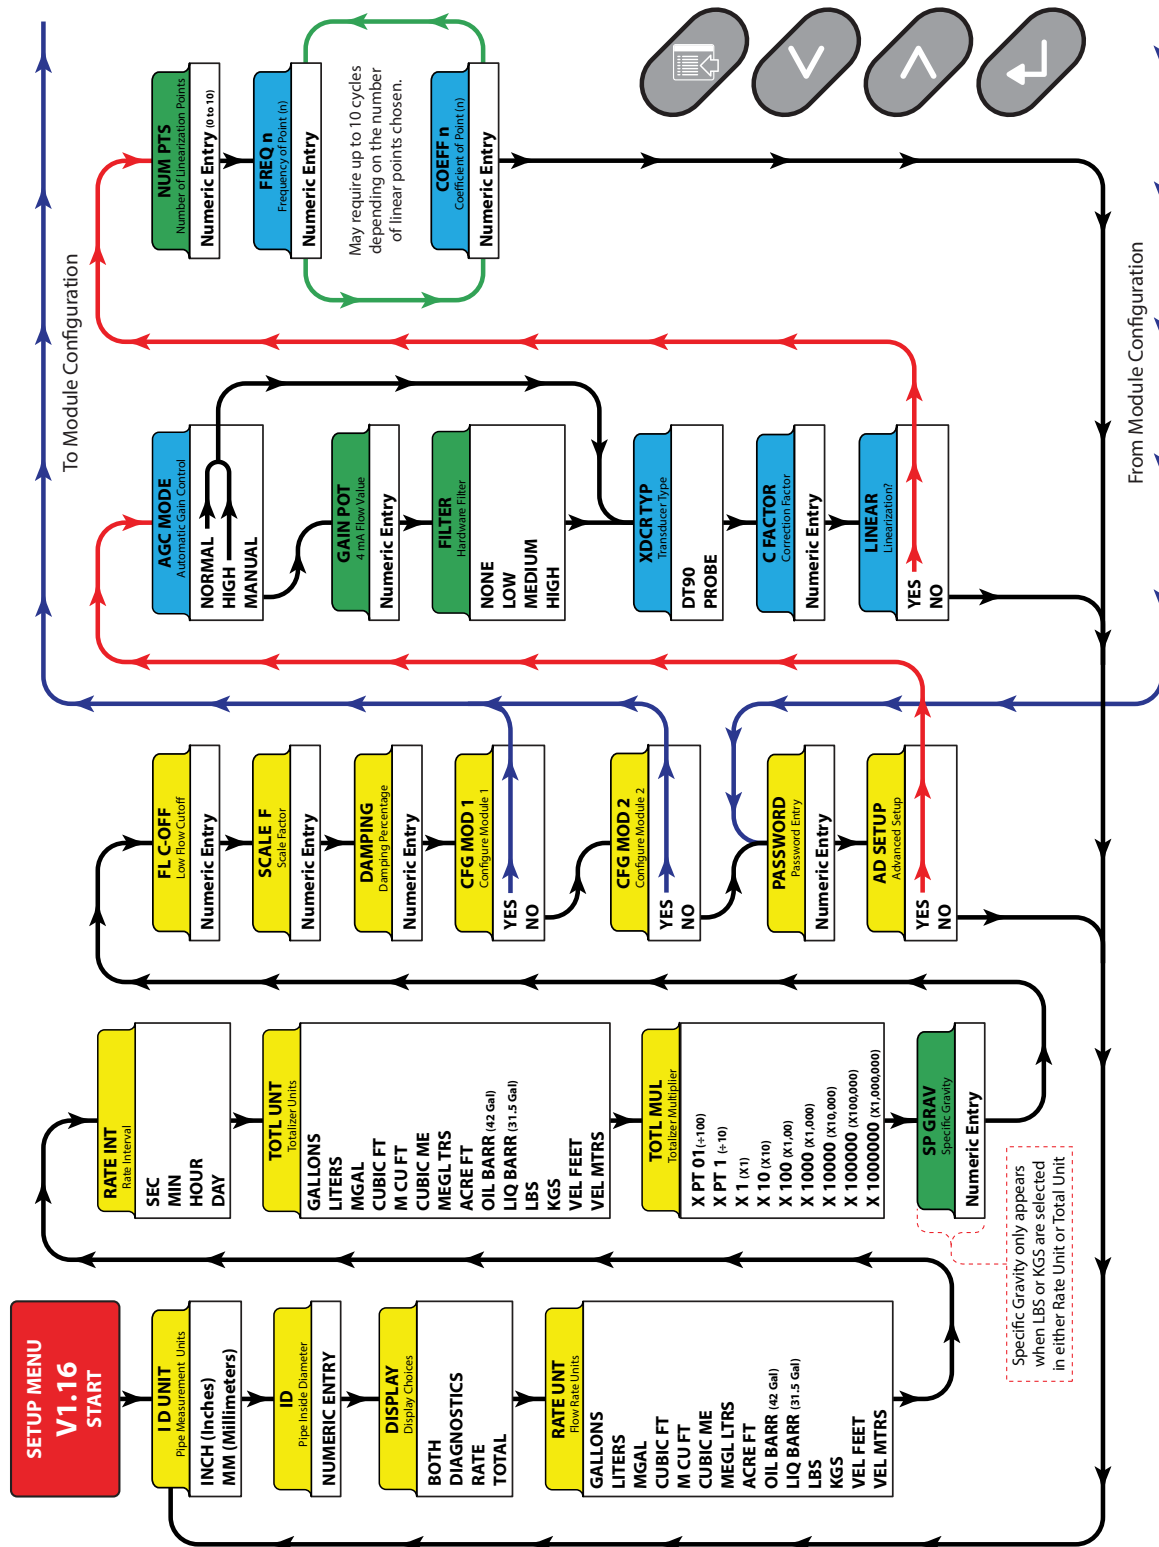 SETUP MENU
V1.16
START
I D UNIT
Pipe Measurement Units
INCH (Inches)
MM (Millimeters)
ID
Pipe Inside Diameter
NUMERIC ENTRY
DISPLAY
Display Choices
BOTH
DIAGNOSTICS
RATE
TOTAL
RATE UNT
Flow Rate Units
GALLONS
LITERS
MGAL
CUBIC FT
M CU FT
CUBIC ME
MEGL LTRS
ACRE FT
OIL BARR (42 Gal)
LIQ BARR (31.5 Gal)
LBS
KGS
VEL FEET
VEL MTRS
RATE INT
Rate Interval
SEC
MIN
HOUR
DAY
TOTL UNT
Totalizer Units
GALLONS
LITERS
MGAL
CUBIC FT
M CU FT
CUBIC ME
MEGL TRS
ACRE FT
OIL BARR (42 Gal)
LIQ BARR (31.5 Gal)
LBS
KGS
VEL FEET
VEL MTRS
TOTL MUL
Totalizer Multiplier
X PT 01(÷100)
X PT 1 (÷10)
X 1 (X1)
X 10 (X10)
X 100 (X1,00)
X 1000 (X1,000)
X 10000 (X10,000)
X 100000 (X100,000)
X 1000000 (X1,000,000)
SP GRAV
Specific Gravity
Numeric Entry
Specific Gravity only appears
when LBS or KGS are selected
in either Rate Unit or Total Unit
FL C-OFF
Low Flow Cutoff
Numeric Entry
SCALE F
Scale Factor
Numeric Entry
DAMPING
Damping Percentage
Numeric Entry
CFG MOD 1
Configure Module 1
YES
NO
CFG MOD 2
Configure Module 2
YES
NO
PASSWORD
Password Entry
Numeric Entry
AD SETUP
Advanced Setup
YES
NO
To Module Configuration
AGC MODE
Automatic Gain Control
NORMAL
HIGH
MANUAL
GAIN POT
4 mA Flow Value
Numeric Entry
FILTER
Hardware Filter
NONE
LOW
MEDIUM
HIGH
XDCR TYP
Transducer Type
DT90
PROBE
C FACTOR
Correction Factor
Numeric Entry
LINEAR
Linearization?
YES
NO
From Module Configuration
NUM PTS
Number of Linearization Points
Numeric Entry (0 to 10)
FREQ n
Frequency of Point (n)
Numeric Entry
May require up to 10 cycles
depending on the number
of linear points chosen.
COEFF n
Coefficient of Point (n)
Numeric Entry